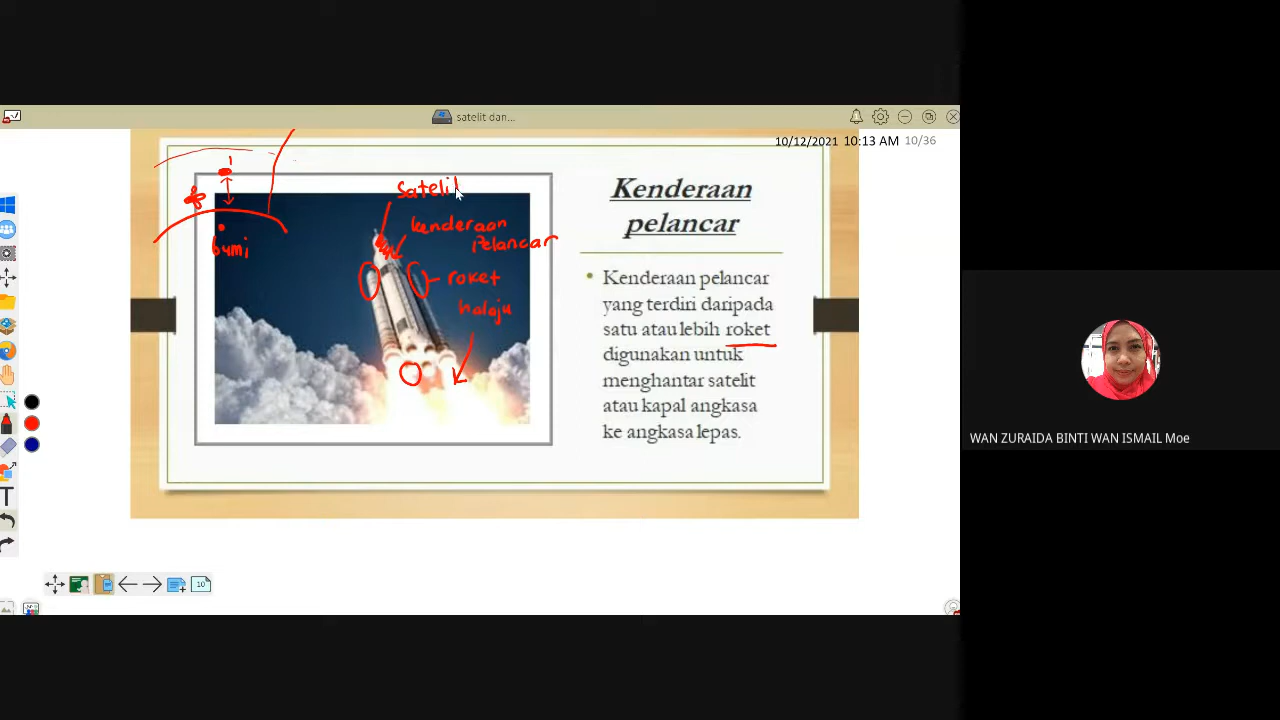 satelit dan...
10/12/2021 10:13 AM 10/36
Satelit
kenderaan
pelancar
roket
halaju
bumi
Kenderaan
pelancar
• Kenderaan pelancar
yang terdiri daripada
satu atau lebih roket
digunakan untuk
menghantar satelit
atau kapal angkasa
ke angkasa lepas.
WAN ZURAIDA BINTI WAN ISMAIL Moe
T
10